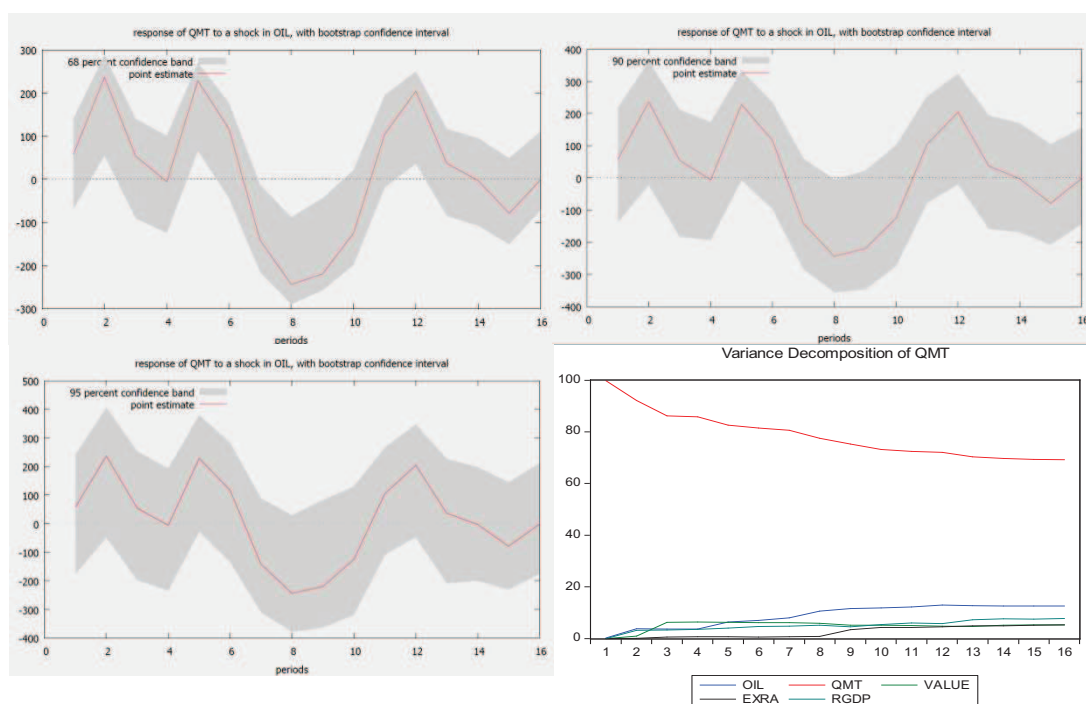 response of QMT to a shock in OIL, with bootstrap confidence interval
300
200
100
0
-100
-200
-300
68 percent confidence band
point estimate
0 2 4 6 8 10 12 14 16
periods
response of QMT to a shock in OIL, with bootstrap confidence interval
400
300
200
100
0
-100
-200
-300
-400
90 percent confidence band
point estimate
0 2 4 6 8 10 12 14 16
periods
response of QMT to a shock in OIL, with bootstrap confidence interval
500
400
300
200
100
0
-100
-200
-300
-400
95 percent confidence band
point estimate
0 2 4 6 8 10 12 14 16
periods
Variance Decomposition of QMT
100
80
60
40
20
0
1 2 3 4 5 6 7 8 9 10 11 12 13 14 15 16
OIL QMT VALUE
EXRA RGDP